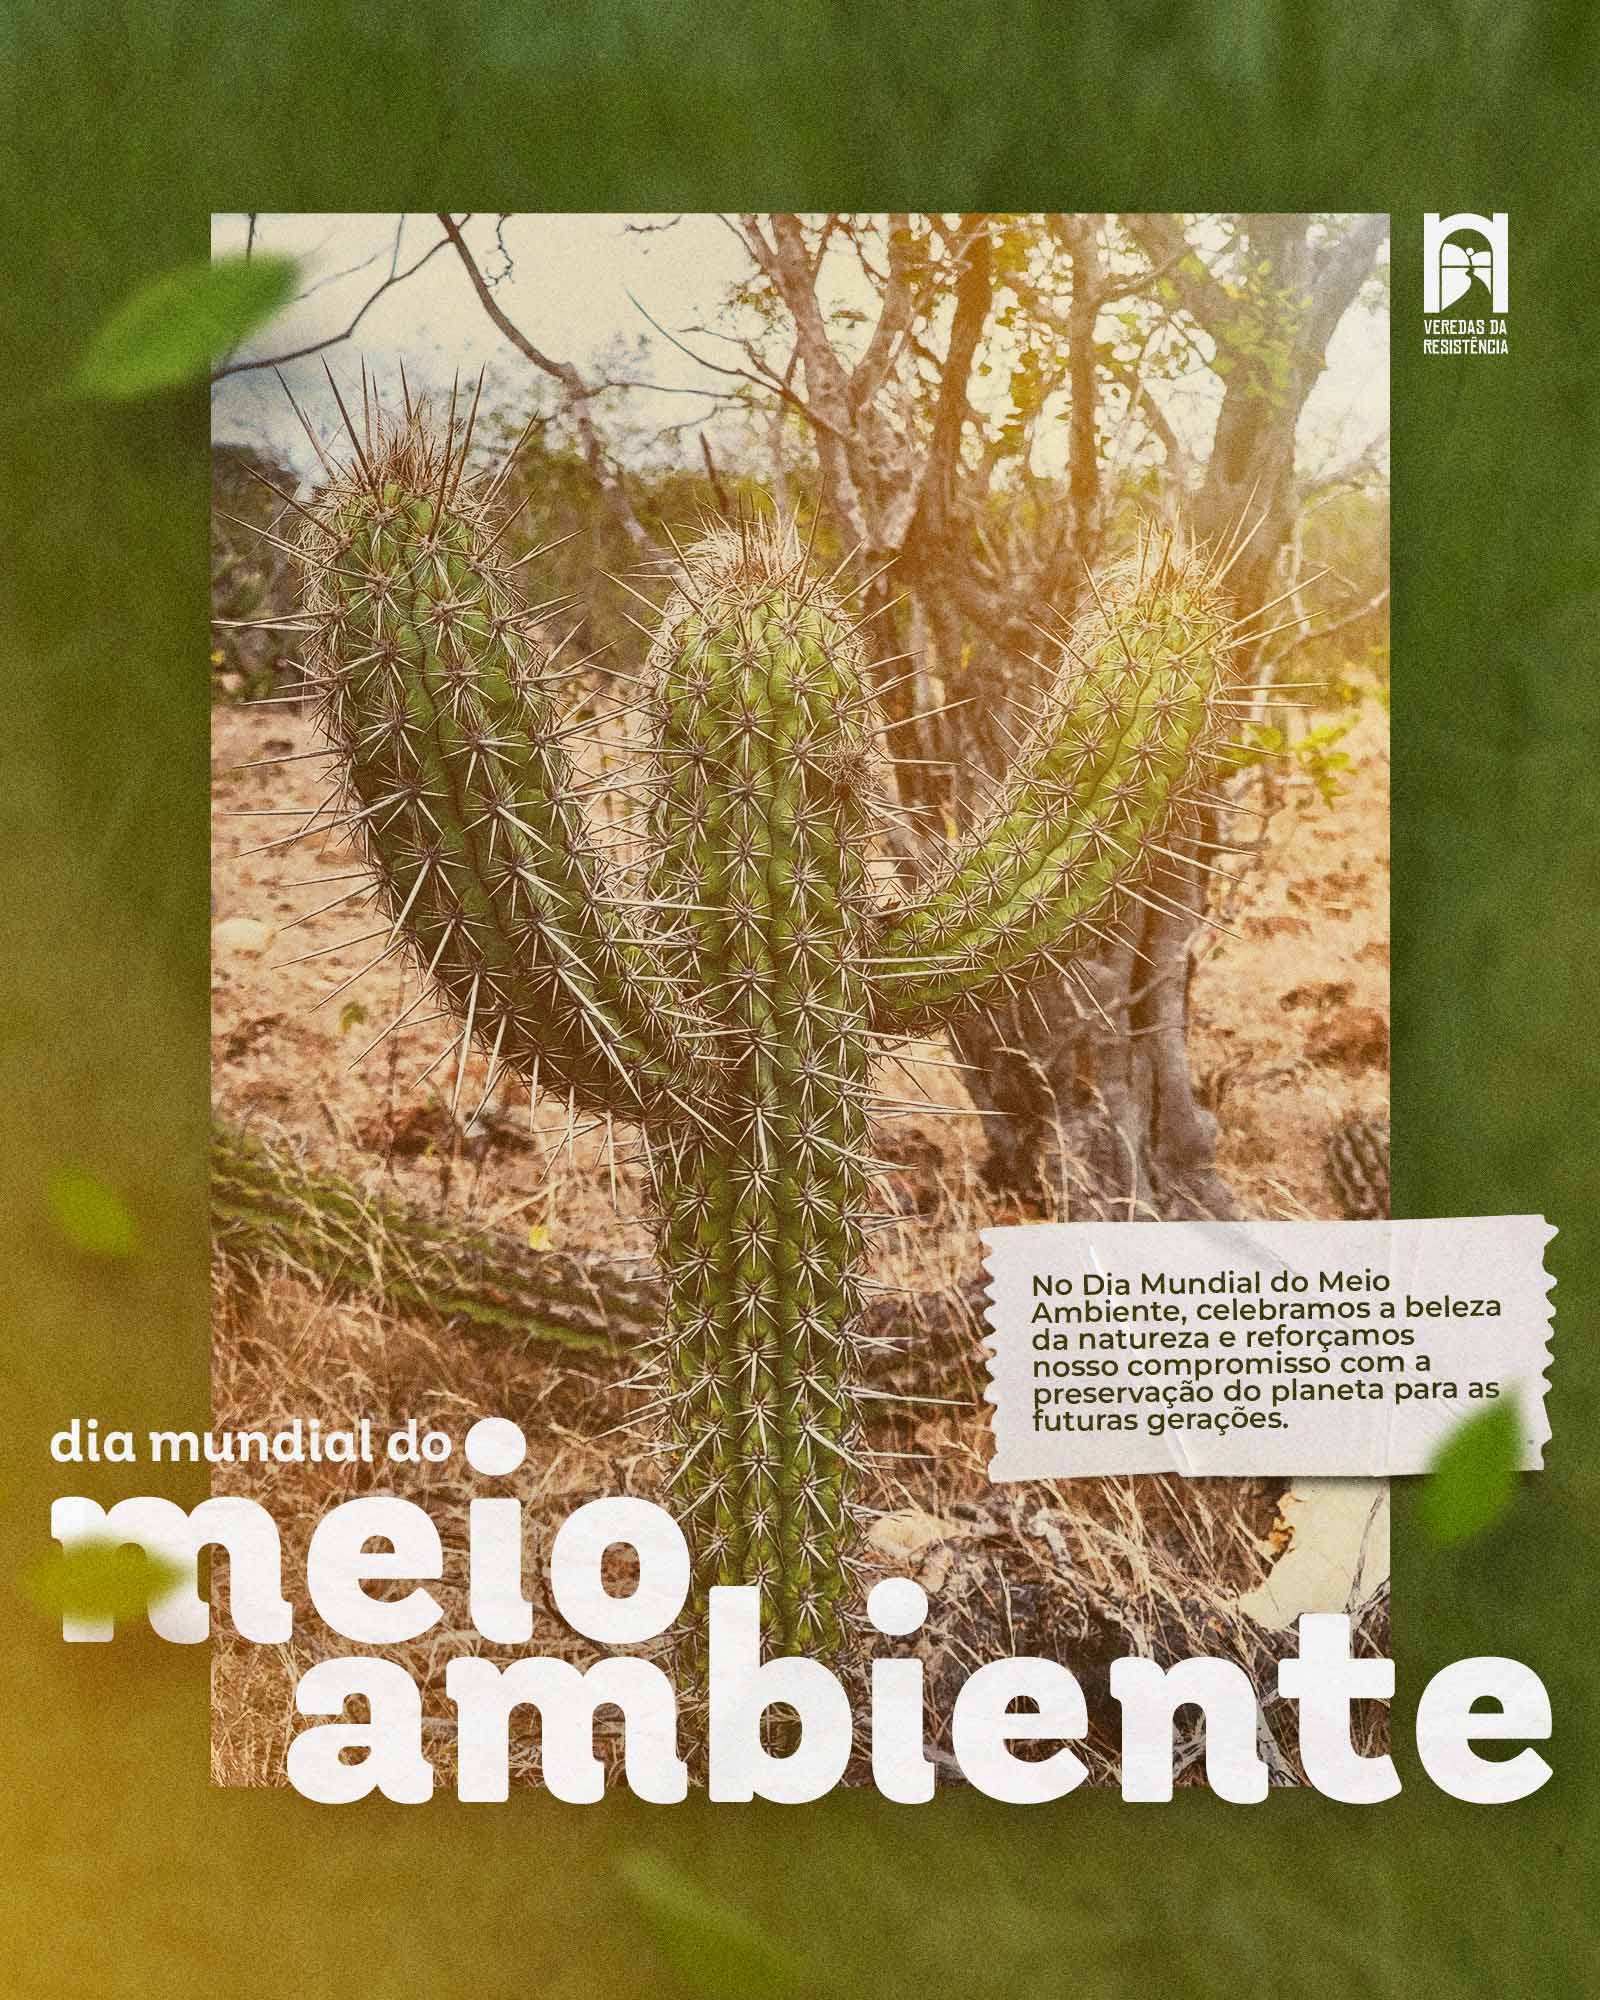 VEREDAS DA
RESISTÊNCIA
No Dia Mundial do Meio
Ambiente, celebramos a beleza
da natureza e reforçamos
nosso compromisso com a
preservação do planeta para as
futuras gerações.
dia mundial do
meio
ambiente